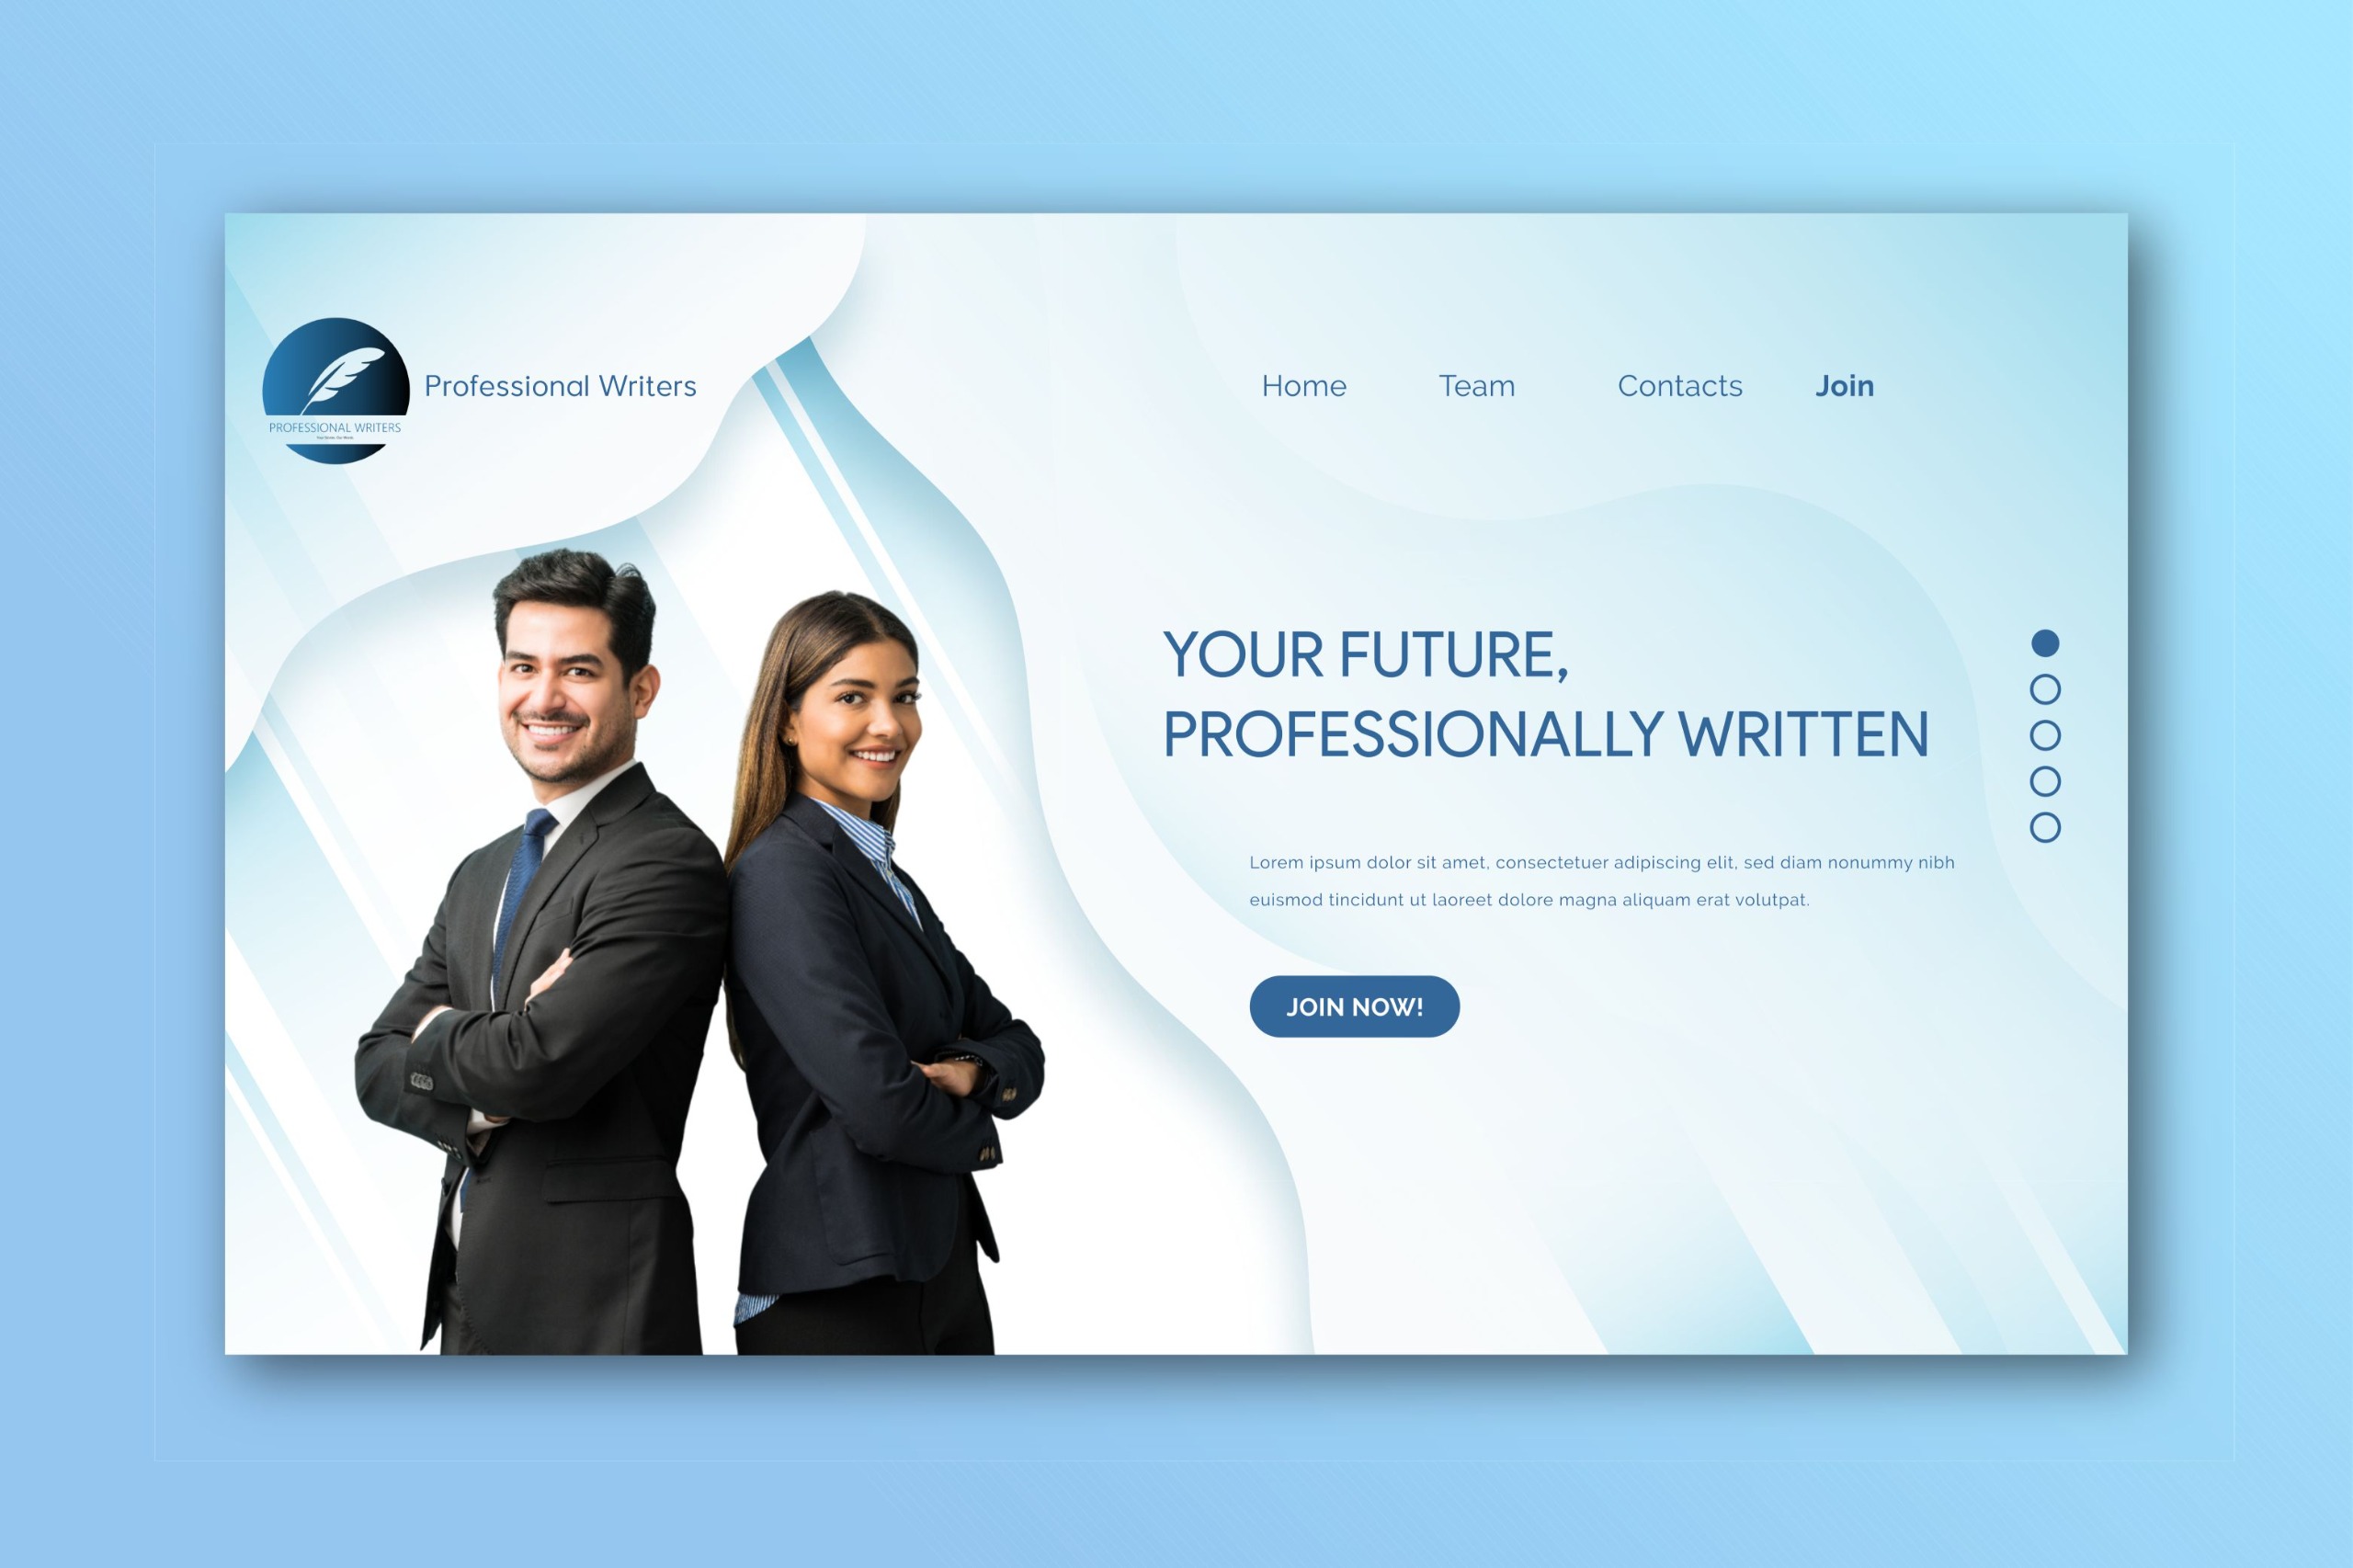 PROFESSIONAL WRITERS
Professional Writers
Home Team Contacts Join
YOUR FUTURE,
PROFESSIONALLY WRITTEN
Lorem ipsum dolor sit amet, consectetuer adipiscing elit, sed diam nonummy nibh
euismod tincidunt ut laoreet dolore magna aliquam erat volutpat.
JOIN NOW!